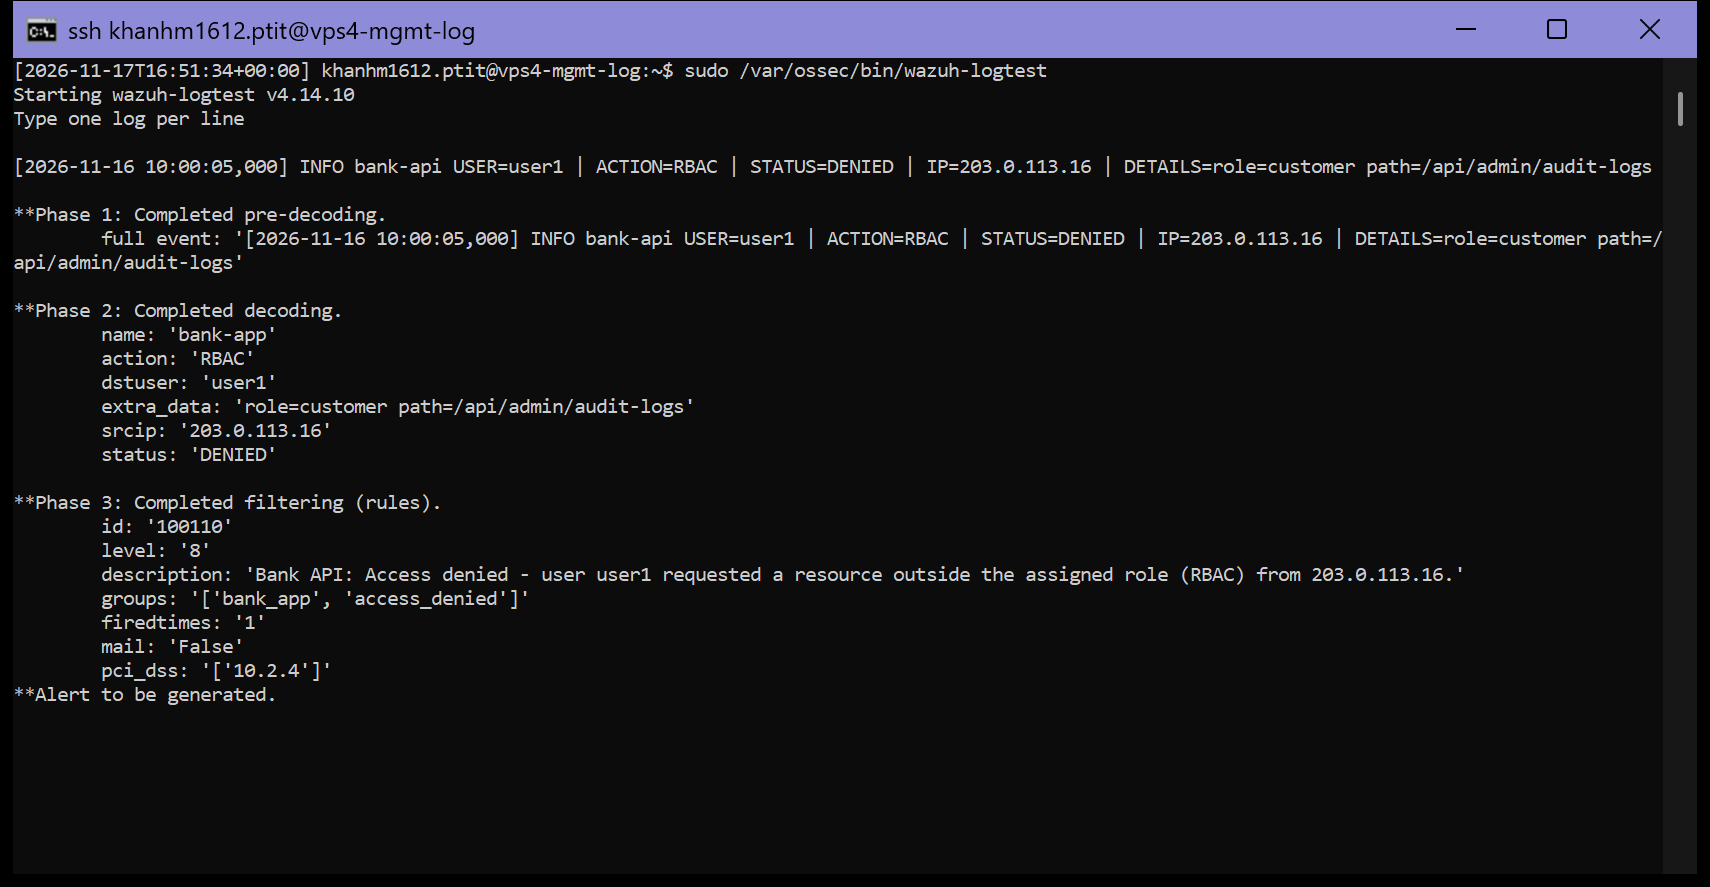 ssh khanhm1612.ptit@vps4-mgmt-log
[2026-11-17T16:51:34+00:00] khanhm1612.ptit@vps4-mgmt-log:~$ sudo /var/ossec/bin/wazuh-logtest
Starting wazuh-logtest v4.14.10
Type one log per line
[2026-11-16 10:00:05,000] INFO bank-api USER=user1 | ACTION=RBAC | STATUS=DENIED | IP=203.0.113.16 | DETAILS=role=customer path=/api/admin/audit-logs
**Phase 1: Completed pre-decoding.
full event: '[2026-11-16 10:00:05,000] INFO bank-api USER=user1 | ACTION=RBAC | STATUS=DENIED | IP=203.0.113.16 | DETAILS=role=customer path=/
api/admin/audit-logs'
**Phase 2: Completed decoding.
name: 'bank-app'
action: 'RBAC'
dstuser: 'user1'
extra_data: 'role=customer path=/api/admin/audit-logs'
srcip: '203.0.113.16'
status: 'DENIED'
**Phase 3: Completed filtering (rules).
id: '100110'
level: '8'
description: 'Bank API: Access denied - user user1 requested a resource outside the assigned role (RBAC) from 203.0.113.16.'
groups: '['bank_app', 'access_denied']'
firedtimes: '1'
mail: 'False'
pci_dss: '['10.2.4']'
**Alert to be generated.